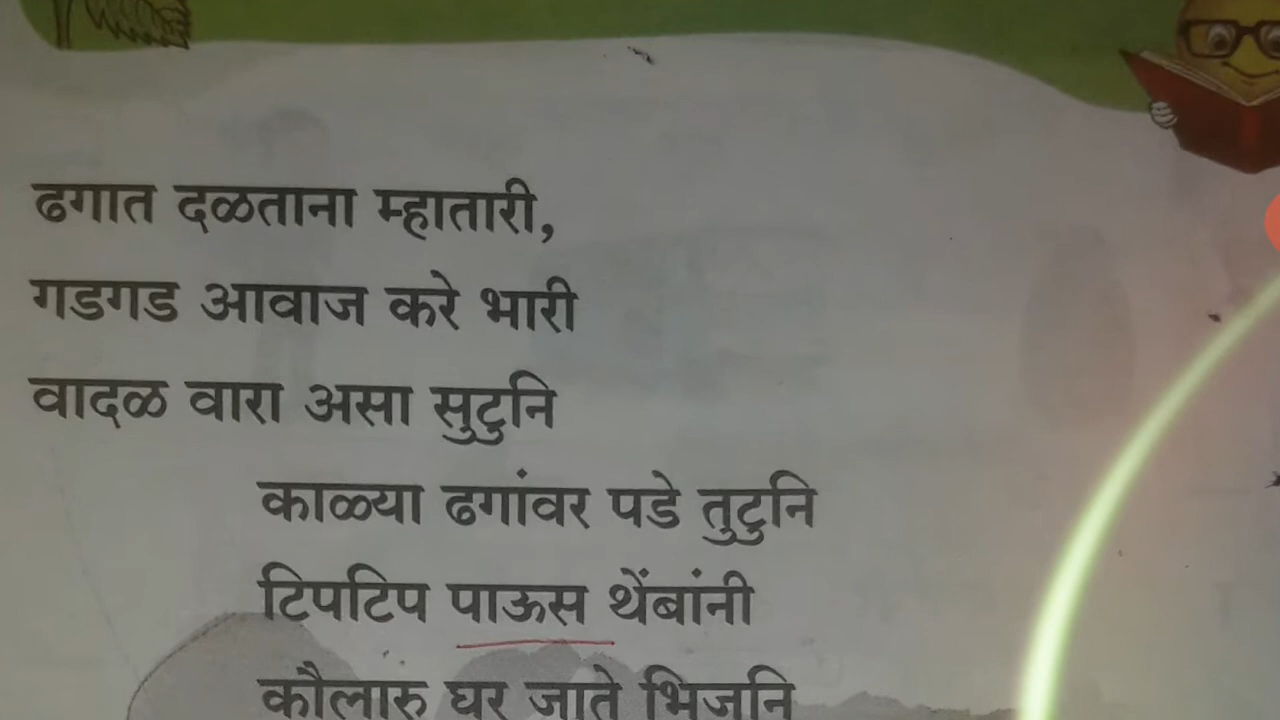 ढगात दळताना म्हातारी,
गडगड आवाज करे भारी
वादळ वारा असा सुटुनि
काळ्या ढगांवर पडे तुटुनि
टिपटिप पाऊस थेंबांनी
कौलारु घर जाते भिजुनि